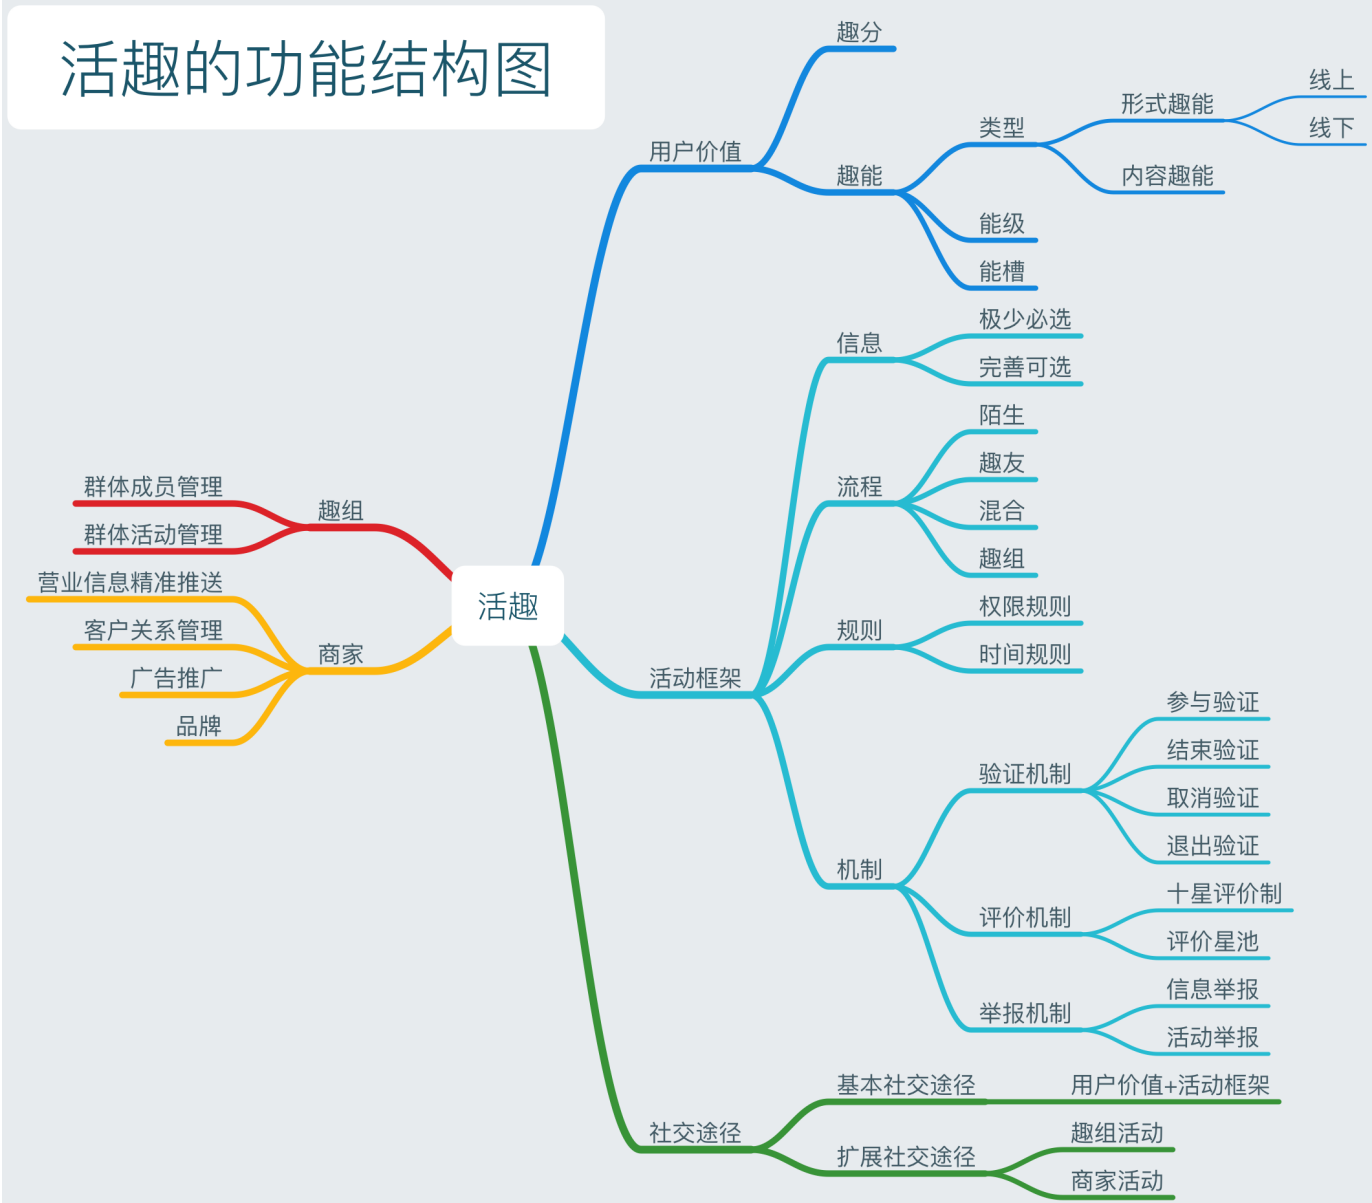 活趣的功能结构图
活趣
用户价值
趣分
趣能
类型
形式趣能
线上
线下
内容趣能
能级
能槽
活动框架
信息
极少必选
完善可选
流程
陌生
趣友
混合
趣组
规则
权限规则
时间规则
机制
验证机制
参与验证
结束验证
取消验证
退出验证
评价机制
十星评价制
评价星池
举报机制
信息举报
活动举报
社交途径
基本社交途径
用户价值+活动框架
扩展社交途径
趣组活动
商家活动
趣组
群体成员管理
群体活动管理
商家
营业信息精准推送
客户关系管理
广告推广
品牌